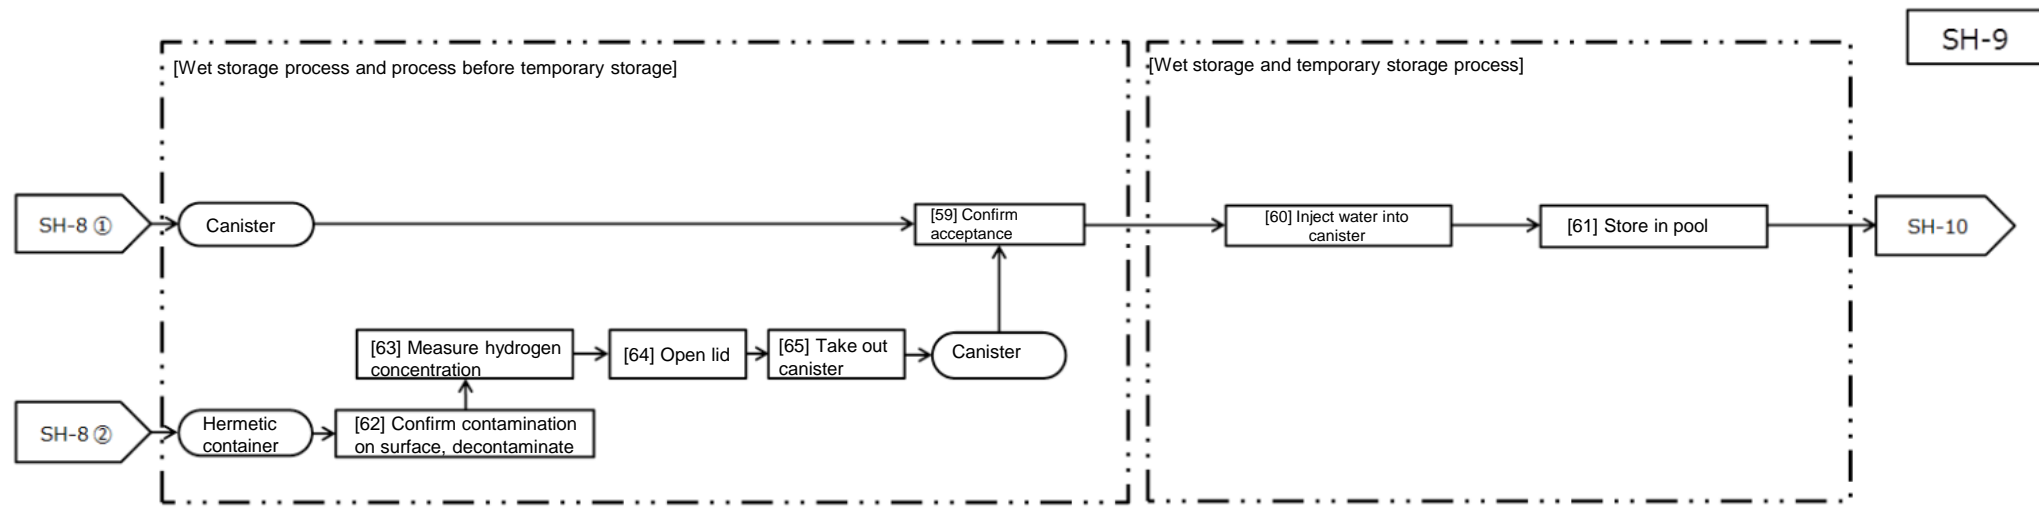 SH-9
[Wet storage process and process before temporary storage]
[Wet storage and temporary storage process]
SH-8 ①
Canister
[59] Confirm
acceptance
[60] Inject water into
canister
[61] Store in pool
SH-10
[63] Measure hydrogen
concentration
[64] Open lid
[65] Take out
canister
Canister
SH-8 ②
Hermetic
container
[62] Confirm contamination
on surface, decontaminate